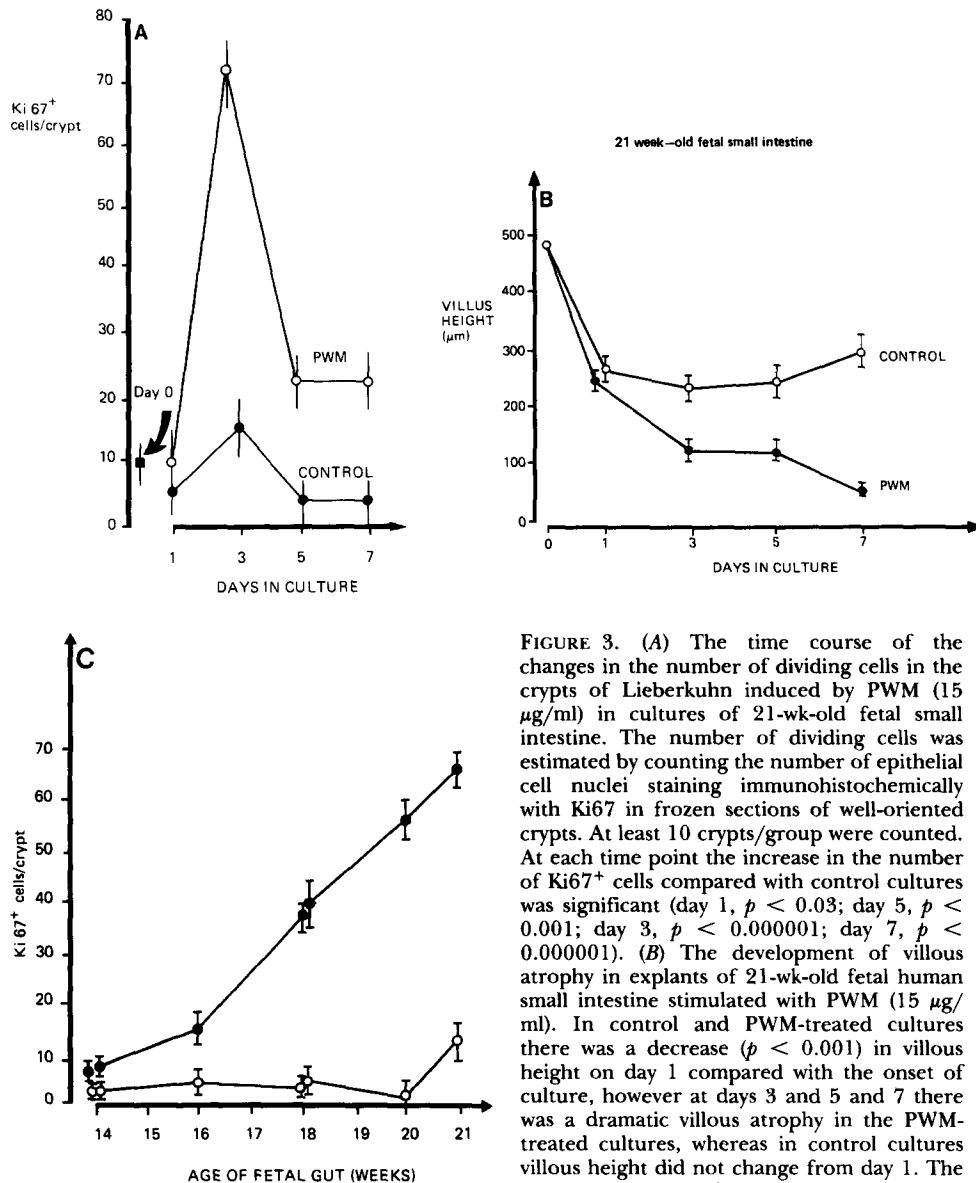 A
80
70
60
50
40
30
20
10
0
Ki 67+
cells/crypt
Day 0
PWM
CONTROL
1 3 5 7
DAYS IN CULTURE
21 week—old fetal small intestine
B
500
400
300
200
100
0
VILLUS
HEIGHT
(μm)
CONTROL
PWM
0 1 3 5 7
DAYS IN CULTURE
C
70
60
50
40
30
20
10
0
Ki 67+ cells/crypt
14 15 16 17 18 19 20 21
AGE OF FETAL GUT (WEEKS)
FIGURE 3. (A) The time course of the
changes in the number of dividing cells in the
crypts of Lieberkuhn induced by PWM (15
μg/ml) in cultures of 21-wk-old fetal small
intestine. The number of dividing cells was
estimated by counting the number of epithelial
cell nuclei staining immunohistochemically
with Ki67 in frozen sections of well-oriented
crypts. At least 10 crypts/group were counted.
At each time point the increase in the number
of Ki67+ cells compared with control cultures
was significant (day 1, p < 0.03; day 5, p <
0.001; day 3, p < 0.000001; day 7, p <
0.000001). (B) The development of villous
atrophy in explants of 21-wk-old fetal human
small intestine stimulated with PWM (15 μg/
ml). In control and PWM-treated cultures
there was a decrease (p < 0.001) in villous
height on day 1 compared with the onset of
culture, however at days 3 and 5 and 7 there
was a dramatic villous atrophy in the PWM-
treated cultures, whereas in control cultures
villous height did not change from day 1. The